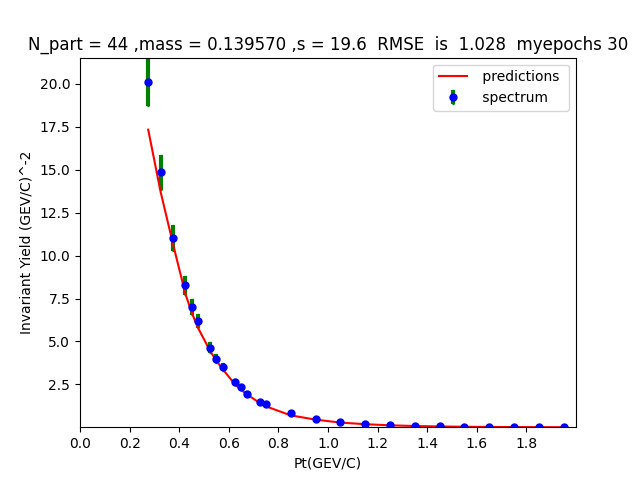 N_part = 44 ,mass = 0.139570 ,s = 19.6  RMSE  is  1.028  myepochs 30
predictions
spectrum
20.0
17.5
15.0
12.5
10.0
7.5
5.0
2.5
Invariant Yield (GEV/C)^-2
0.0 0.2 0.4 0.6 0.8 1.0 1.2 1.4 1.6 1.8
Pt(GEV/C)